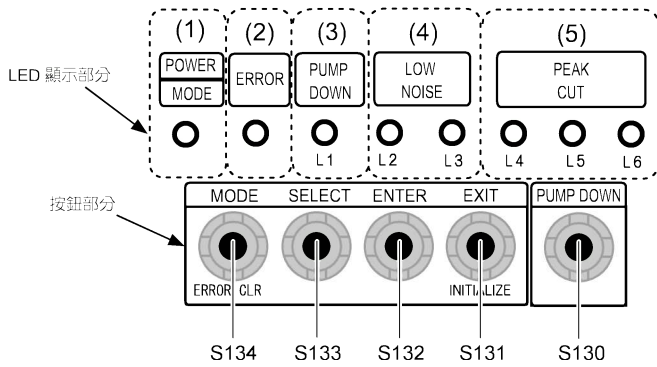 (1) (2) (3) (4) (5)
POWER
MODE
ERROR
PUMP
DOWN
LOW
NOISE
PEAK
CUT
LED 顯示部分
L1 L2 L3 L4 L5 L6
按鈕部分
MODE SELECT ENTER EXIT PUMP DOWN
ERROR CLR INITIALIZE
S134 S133 S132 S131 S130